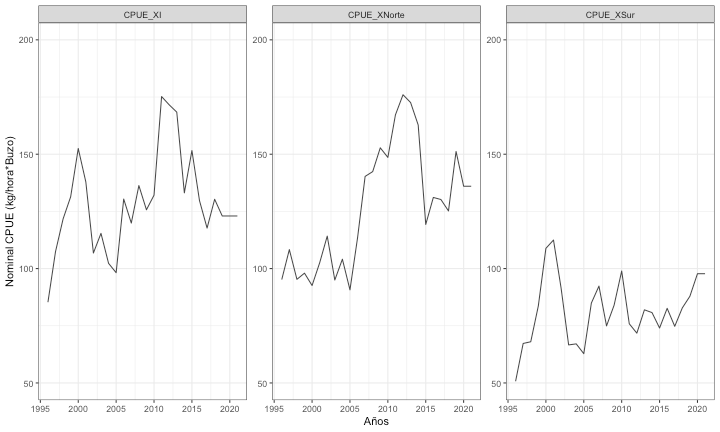 CPUE_XI CPUE_XNorte CPUE_XSur
Nominal CPUE (kg/hora*Buzo)
200 200 200
150 150 150
100 100 100
50 50 50
1995 2000 2005 2010 2015 2020 1995 2000 2005 2010 2015 2020 1995 2000 2005 2010 2015 2020
Años